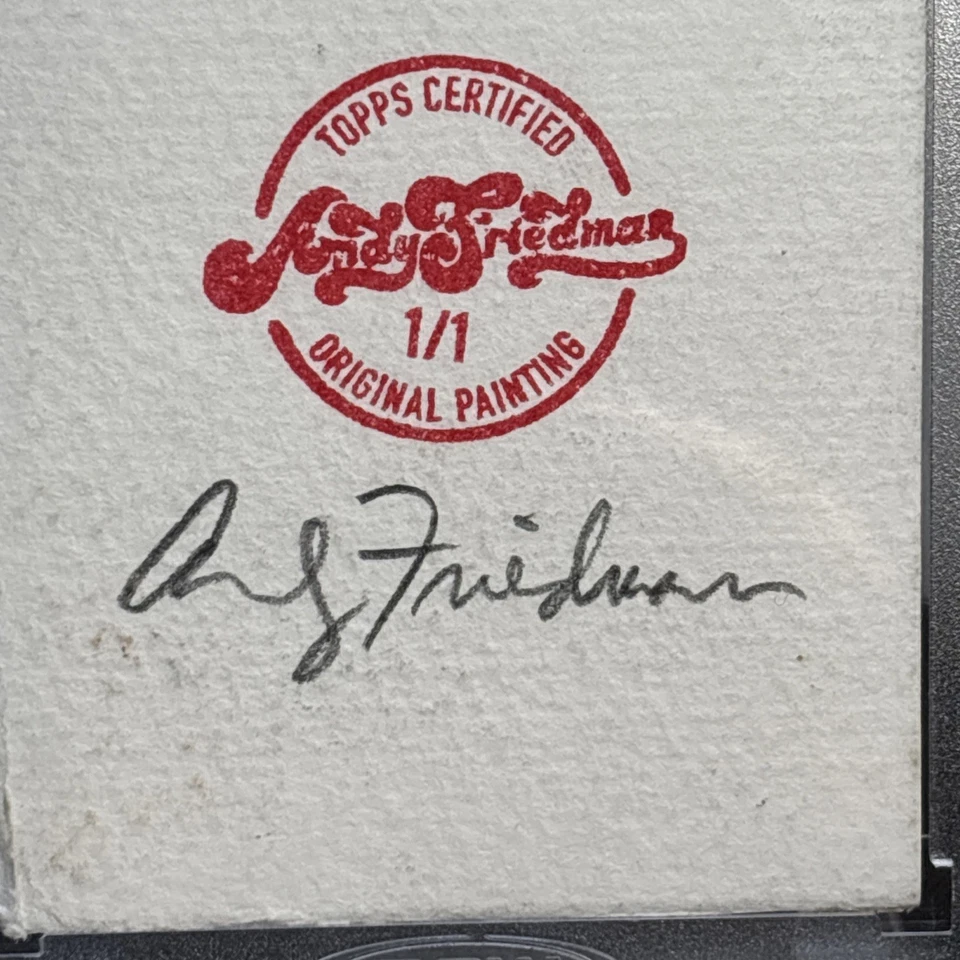 TOPPS CERTIFIED
Andy Friedman
1/1
ORIGINAL PAINTING
Andy Friedman